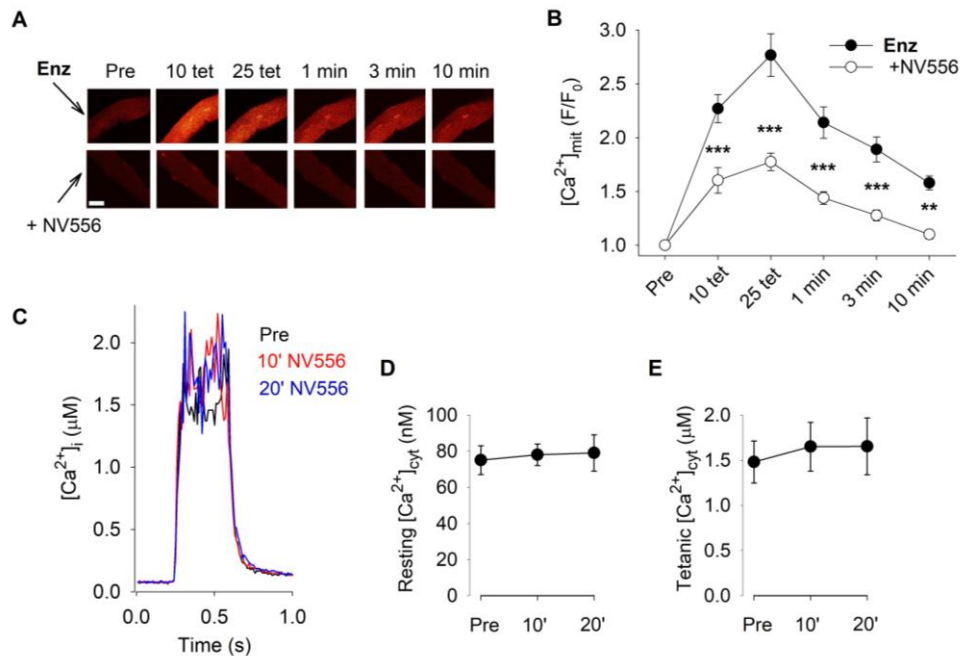 A
Enz
Pre 10 tet 25 tet 1 min 3 min 10 min
+ NV556
B
[Ca2+]mit (F/F0)
3.0
2.5
2.0
1.5
1.0
Enz
+NV556
***
***
***
***
**
Pre 10 tet 25 tet 1 min 3 min 10 min
C
[Ca2+]i (μM)
2.0
1.5
1.0
0.5
0.0
Pre
10' NV556
20' NV556
0.0 0.5 1.0
Time (s)
D
Resting [Ca2+]cyt (nM)
100
80
60
40
20
0
Pre 10' 20'
E
Tetanic [Ca2+]cyt (μM)
2.0
1.5
1.0
0.5
0.0
Pre 10' 20'